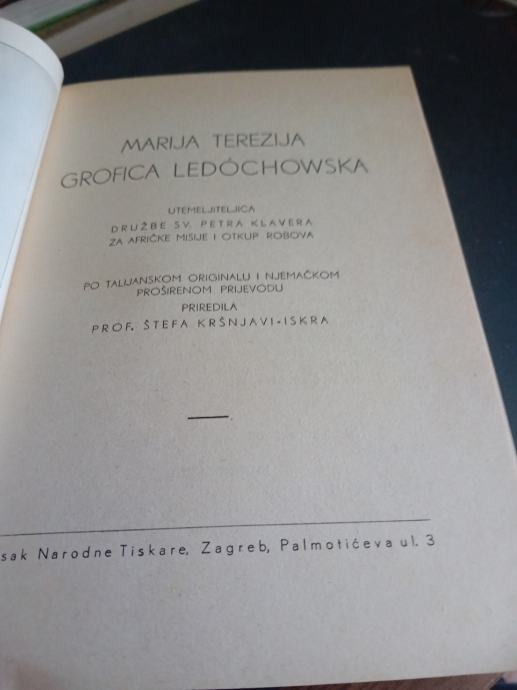 MARIJA TEREZIJA
GROFICA LEDÓCHOWSKA
UTEMELJITELJICA
DRUŽBE SV. PETRA KLAVERA
ZA AFRIČKE MISIJE I OTKUP ROBOVA
PO TALIJANSKOM ORIGINALU I NJEMAČKOM
PROŠIRENOM PRIJEVODU
PRIREDILA
PROF. ŠTEFA KRŠNJAVI-ISKRA
sak Narodne Tiskare, Zagreb, Palmotićeva ul. 3